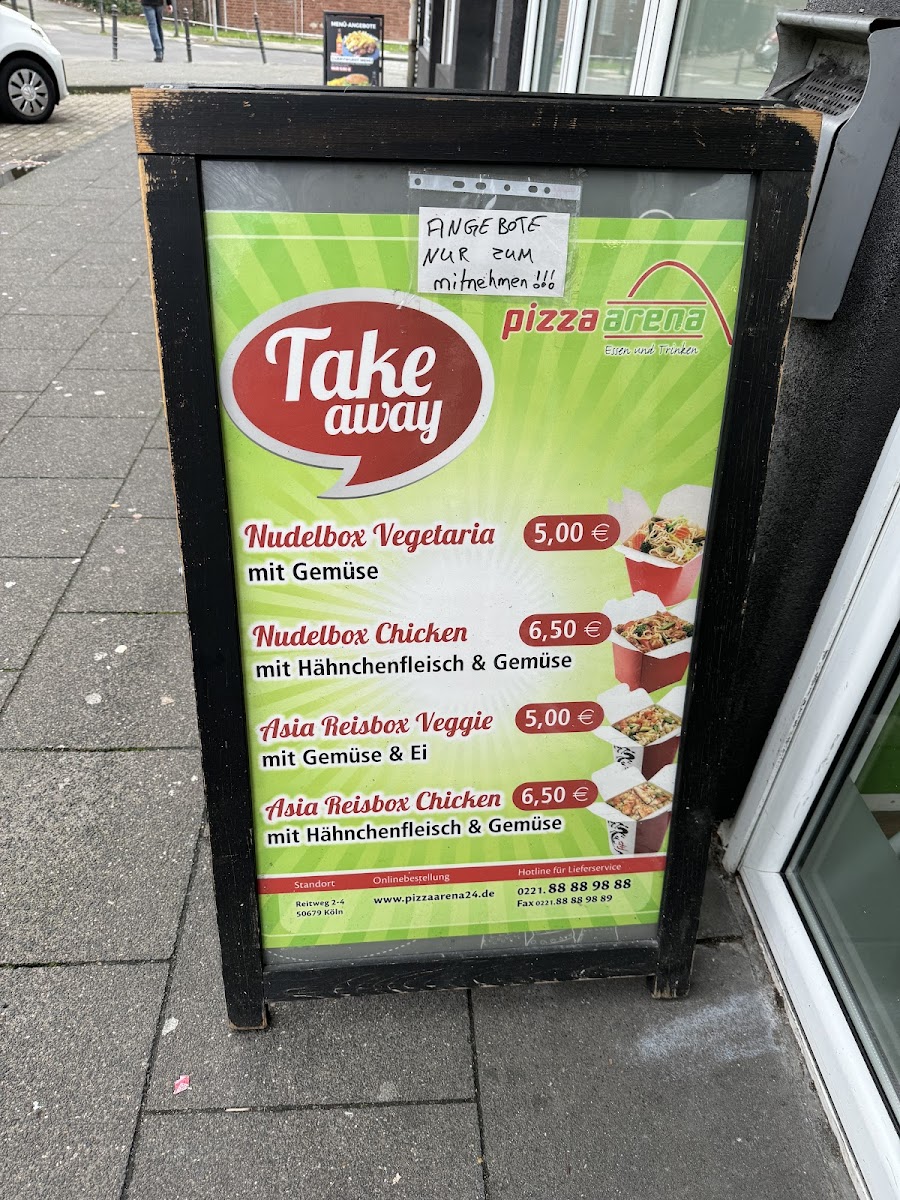 MENÜ ANGEBOTE
ANGEBOTE
NUR ZUM
mitnehmen!!!
pizza arena
Essen und Trinken
Take
away
Nudelbox Vegetaria 5,00 €
mit Gemüse
Nudelbox Chicken 6,50 €
mit Hähnchenfleisch & Gemüse
Asia Reisbox Veggie 5,00 €
mit Gemüse & Ei
Asia Reisbox Chicken 6,50 €
mit Hähnchenfleisch & Gemüse
Standort
Reitweg 2-4
50679 Köln
Onlinebestellung
www.pizzaarena24.de
Hotline für Lieferservice
0221. 88 88 98 88
Fax 0221.88 88 98 89